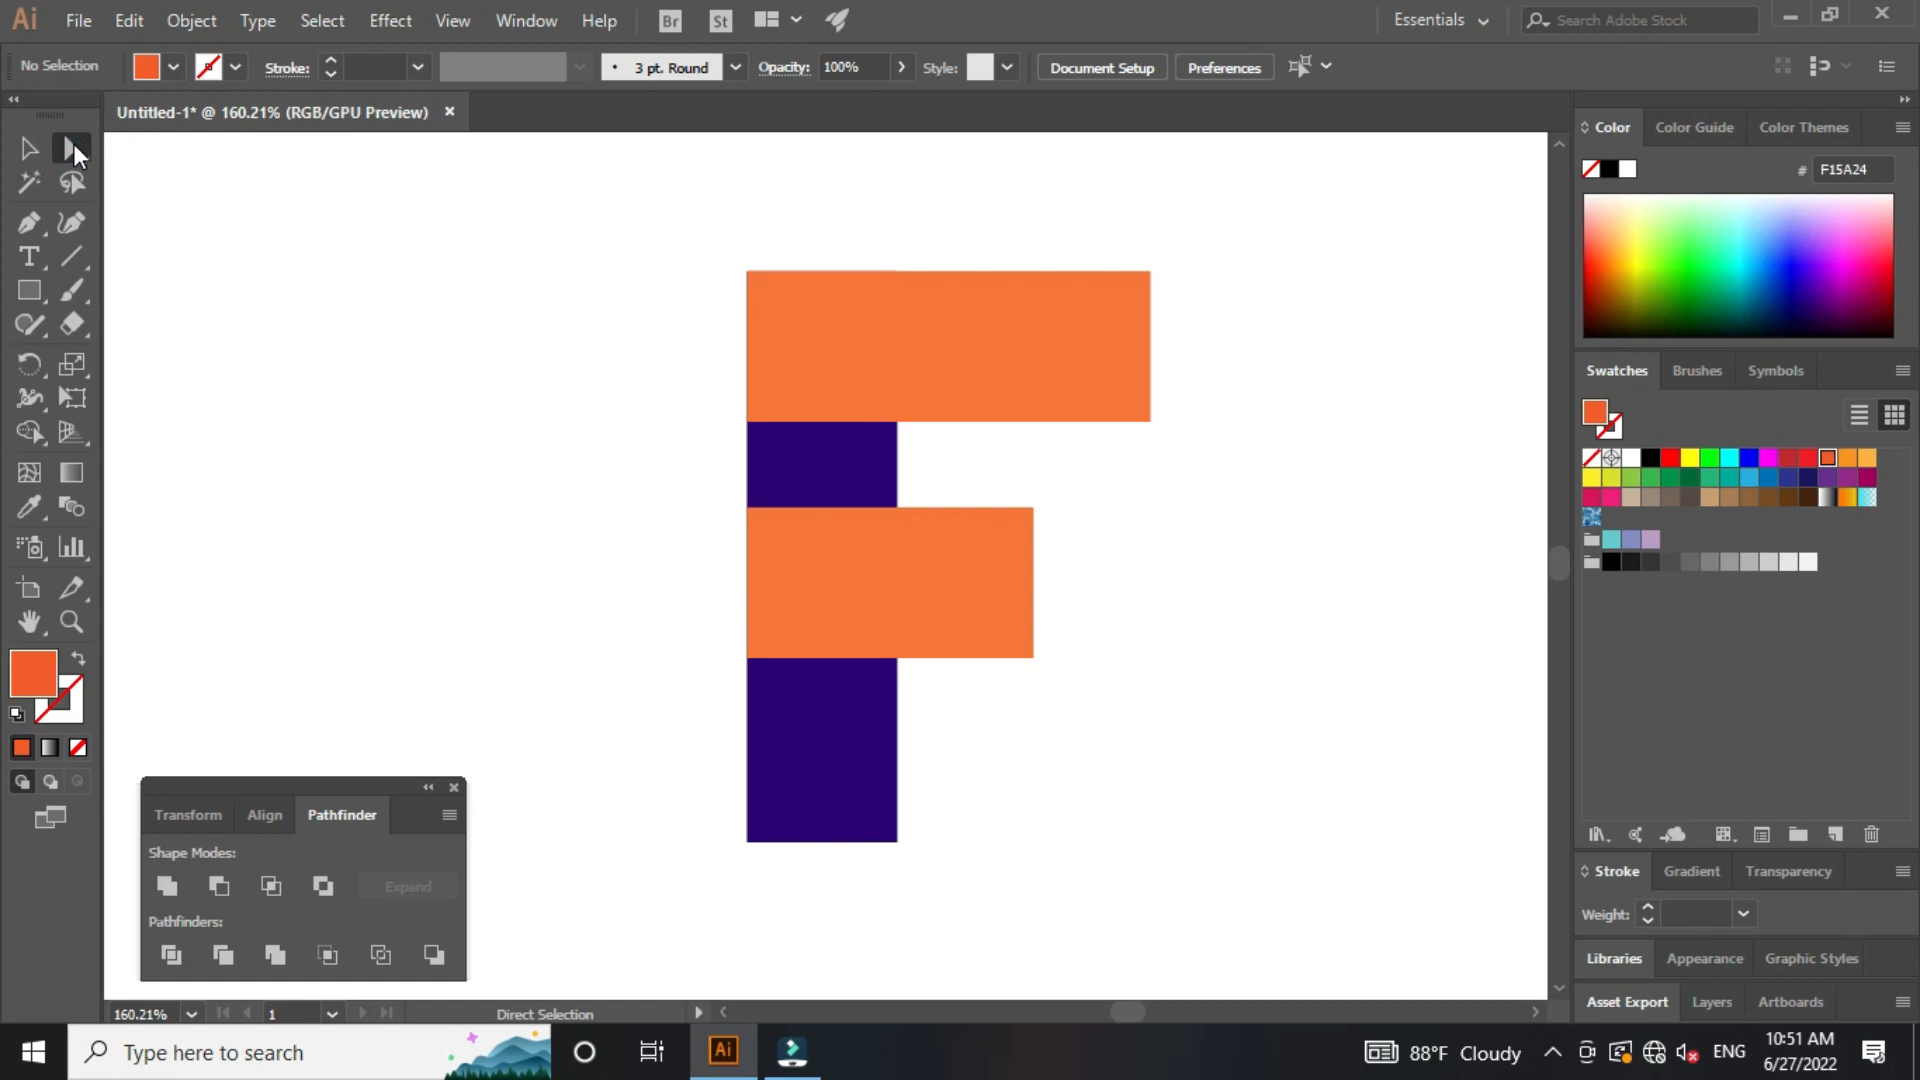 Ai File Edit Object Type Select Effect View Window Help Br St Essentials Search Adobe Stock
No Selection Stroke: 3 pt. Round Opacity: 100% Style: Document Setup Preferences
Untitled-1* @ 160.21% (RGB/GPU Preview)
Color Color Guide Color Themes
# F15A24
Swatches Brushes Symbols
Transform Align Pathfinder
Shape Modes:
Expand
Pathfinders:
Stroke Gradient Transparency
Weight:
Libraries Appearance Graphic Styles
Asset Export Layers Artboards
160.21% 1 Direct Selection
Type here to search
Ai
88°F Cloudy
ENG
10:51 AM
6/27/2022